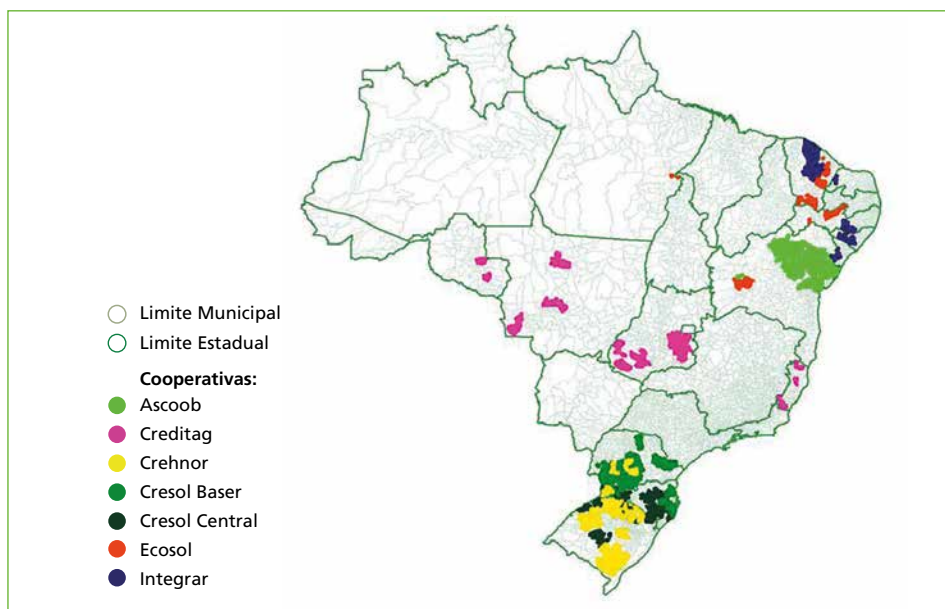 Limite Municipal
Limite Estadual
Cooperativas:
Ascoob
Creditag
Crehnor
Cresol Baser
Cresol Central
Ecosol
Integrar